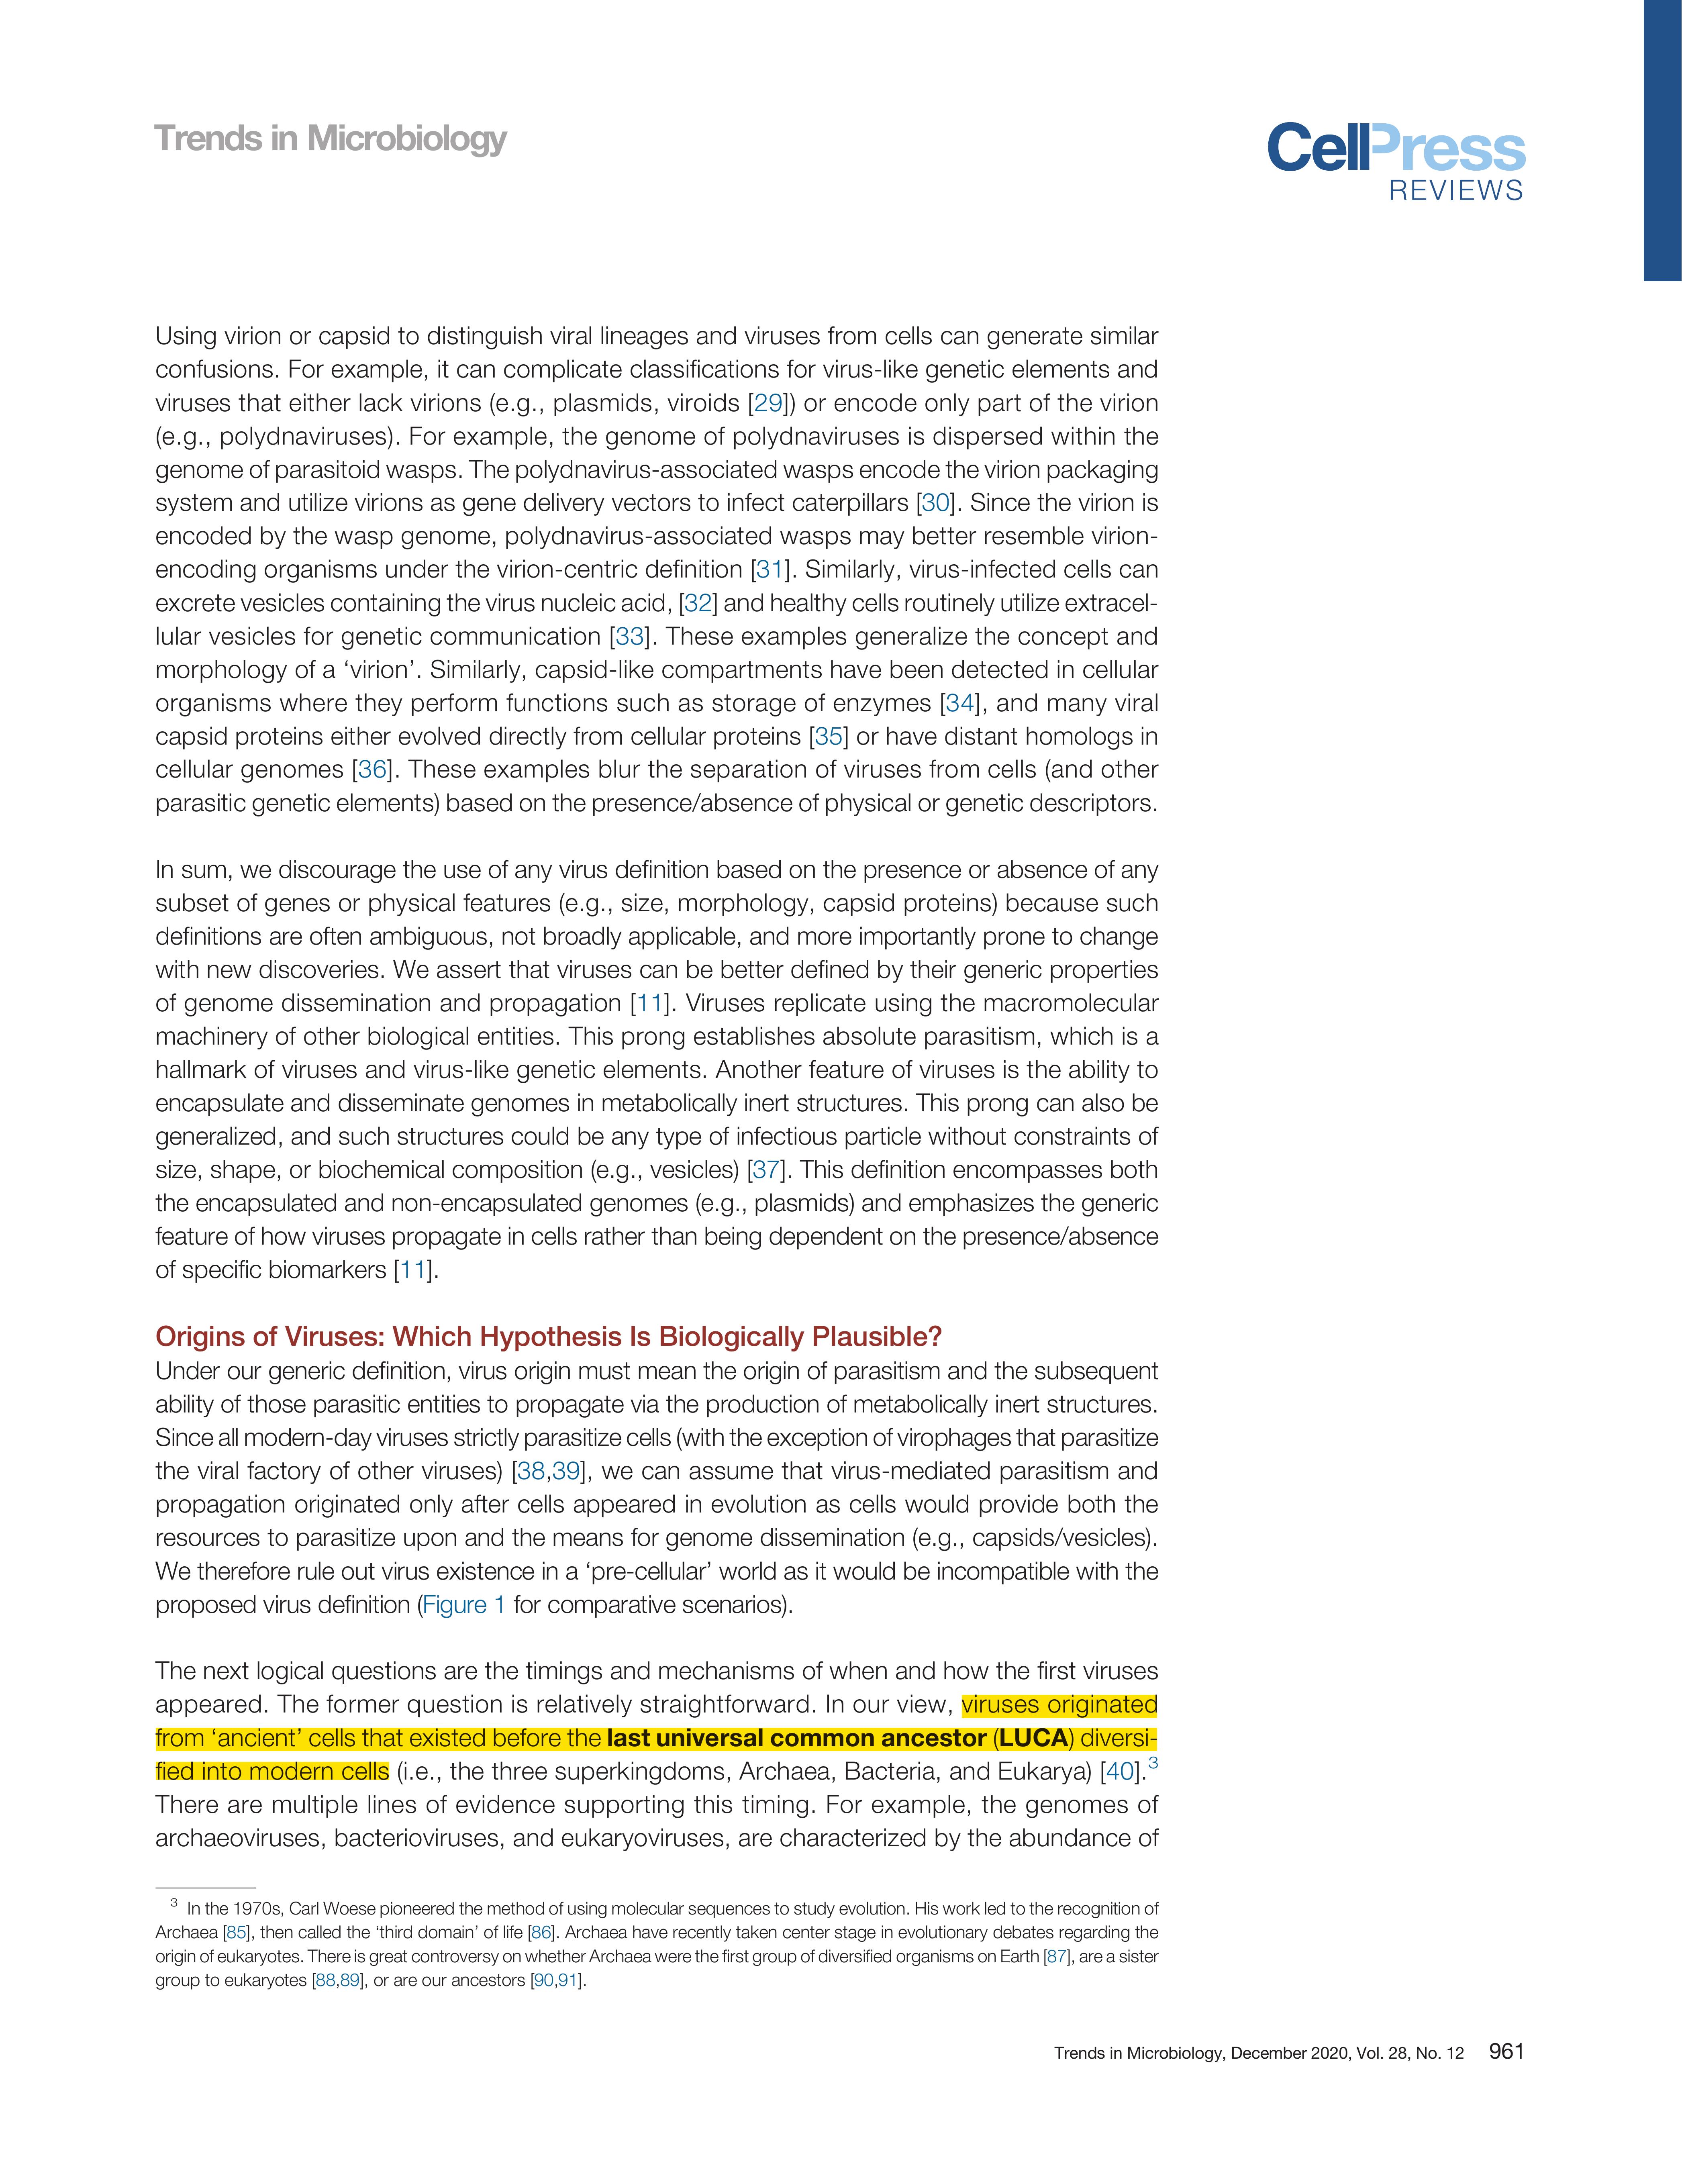 Trends in Microbiology
CellPress
REVIEWS
Using virion or capsid to distinguish viral lineages and viruses from cells can generate similar
confusions. For example, it can complicate classifications for virus-like genetic elements and
viruses that either lack virions (e.g., plasmids, viroids [29]) or encode only part of the virion
(e.g., polydnaviruses). For example, the genome of polydnaviruses is dispersed within the
genome of parasitoid wasps. The polydnavirus-associated wasps encode the virion packaging
system and utilize virions as gene delivery vectors to infect caterpillars [30]. Since the virion is
encoded by the wasp genome, polydnavirus-associated wasps may better resemble virion-
encoding organisms under the virion-centric definition [31]. Similarly, virus-infected cells can
excrete vesicles containing the virus nucleic acid, [32] and healthy cells routinely utilize extracel-
lular vesicles for genetic communication [33]. These examples generalize the concept and
morphology of a ‘virion’. Similarly, capsid-like compartments have been detected in cellular
organisms where they perform functions such as storage of enzymes [34], and many viral
capsid proteins either evolved directly from cellular proteins [35] or have distant homologs in
cellular genomes [36]. These examples blur the separation of viruses from cells (and other
parasitic genetic elements) based on the presence/absence of physical or genetic descriptors.
In sum, we discourage the use of any virus definition based on the presence or absence of any
subset of genes or physical features (e.g., size, morphology, capsid proteins) because such
definitions are often ambiguous, not broadly applicable, and more importantly prone to change
with new discoveries. We assert that viruses can be better defined by their generic properties
of genome dissemination and propagation [11]. Viruses replicate using the macromolecular
machinery of other biological entities. This prong establishes absolute parasitism, which is a
hallmark of viruses and virus-like genetic elements. Another feature of viruses is the ability to
encapsulate and disseminate genomes in metabolically inert structures. This prong can also be
generalized, and such structures could be any type of infectious particle without constraints of
size, shape, or biochemical composition (e.g., vesicles) [37]. This definition encompasses both
the encapsulated and non-encapsulated genomes (e.g., plasmids) and emphasizes the generic
feature of how viruses propagate in cells rather than being dependent on the presence/absence
of specific biomarkers [11].
Origins of Viruses: Which Hypothesis Is Biologically Plausible?
Under our generic definition, virus origin must mean the origin of parasitism and the subsequent
ability of those parasitic entities to propagate via the production of metabolically inert structures.
Since all modern-day viruses strictly parasitize cells (with the exception of virophages that parasitize
the viral factory of other viruses) [38,39], we can assume that virus-mediated parasitism and
propagation originated only after cells appeared in evolution as cells would provide both the
resources to parasitize upon and the means for genome dissemination (e.g., capsids/vesicles).
We therefore rule out virus existence in a ‘pre-cellular’ world as it would be incompatible with the
proposed virus definition (Figure 1 for comparative scenarios).
The next logical questions are the timings and mechanisms of when and how the first viruses
appeared. The former question is relatively straightforward. In our view, viruses originated
from ‘ancient’ cells that existed before the last universal common ancestor (LUCA) diversi-
fied into modern cells (i.e., the three superkingdoms, Archaea, Bacteria, and Eukarya) [40].3
There are multiple lines of evidence supporting this timing. For example, the genomes of
archaeoviruses, bacterioviruses, and eukaryoviruses, are characterized by the abundance of
3 In the 1970s, Carl Woese pioneered the method of using molecular sequences to study evolution. His work led to the recognition of
Archaea [85], then called the ‘third domain’ of life [86]. Archaea have recently taken center stage in evolutionary debates regarding the
origin of eukaryotes. There is great controversy on whether Archaea were the first group of diversified organisms on Earth [87], are a sister
group to eukaryotes [88,89], or are our ancestors [90,91].
Trends in Microbiology, December 2020, Vol. 28, No. 12 961